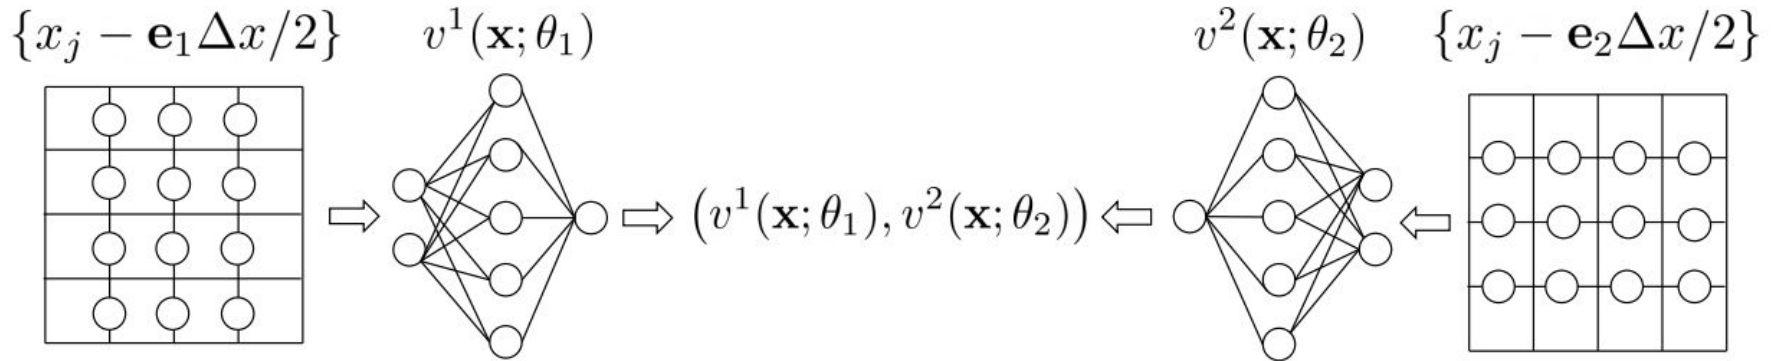 {x_j − e_1Δx/2} v^1(x; θ_1) v^2(x; θ_2) {x_j − e_2Δx/2}
(v^1(x; θ_1), v^2(x; θ_2))